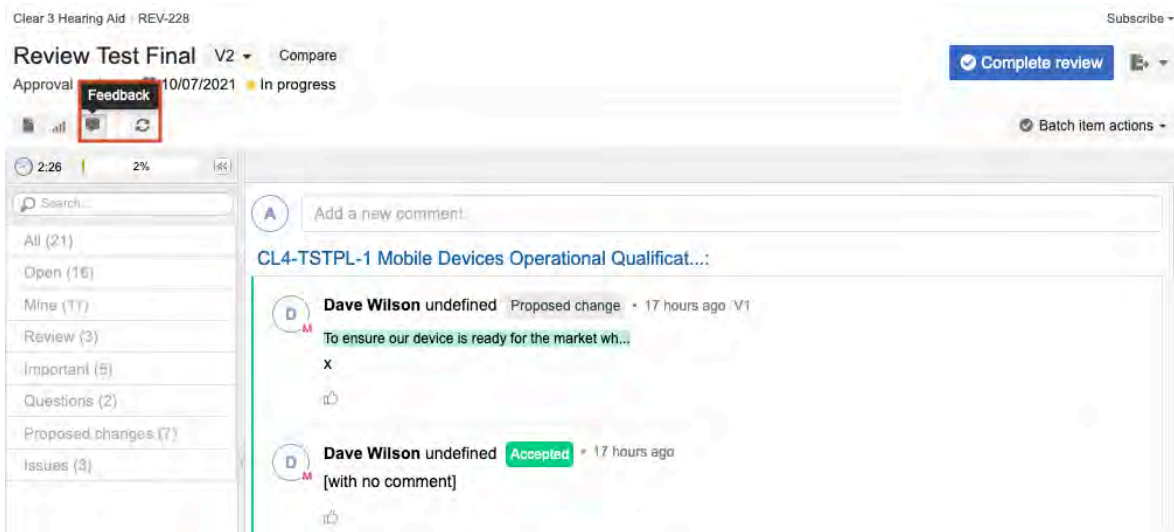 Clear 3 Hearing Aid REV-228
Subscribe
Review Test Final V2 Compare
Complete review
Approval 10/07/2021 In progress
Feedback
Batch item actions
2:26 2%
Search...
A Add a new comment
All (21)
CL4-TSTPL-1 Mobile Devices Operational Qualificat...:
Open (16)
Mine (11)
D Dave Wilson undefined Proposed change • 17 hours ago V1
M
Review (3)
To ensure our device is ready for the market wh...
Important (5)
x
Questions (2)
Proposed changes (7)
D Dave Wilson undefined Accepted • 17 hours ago
M
Issues (3)
[with no comment]